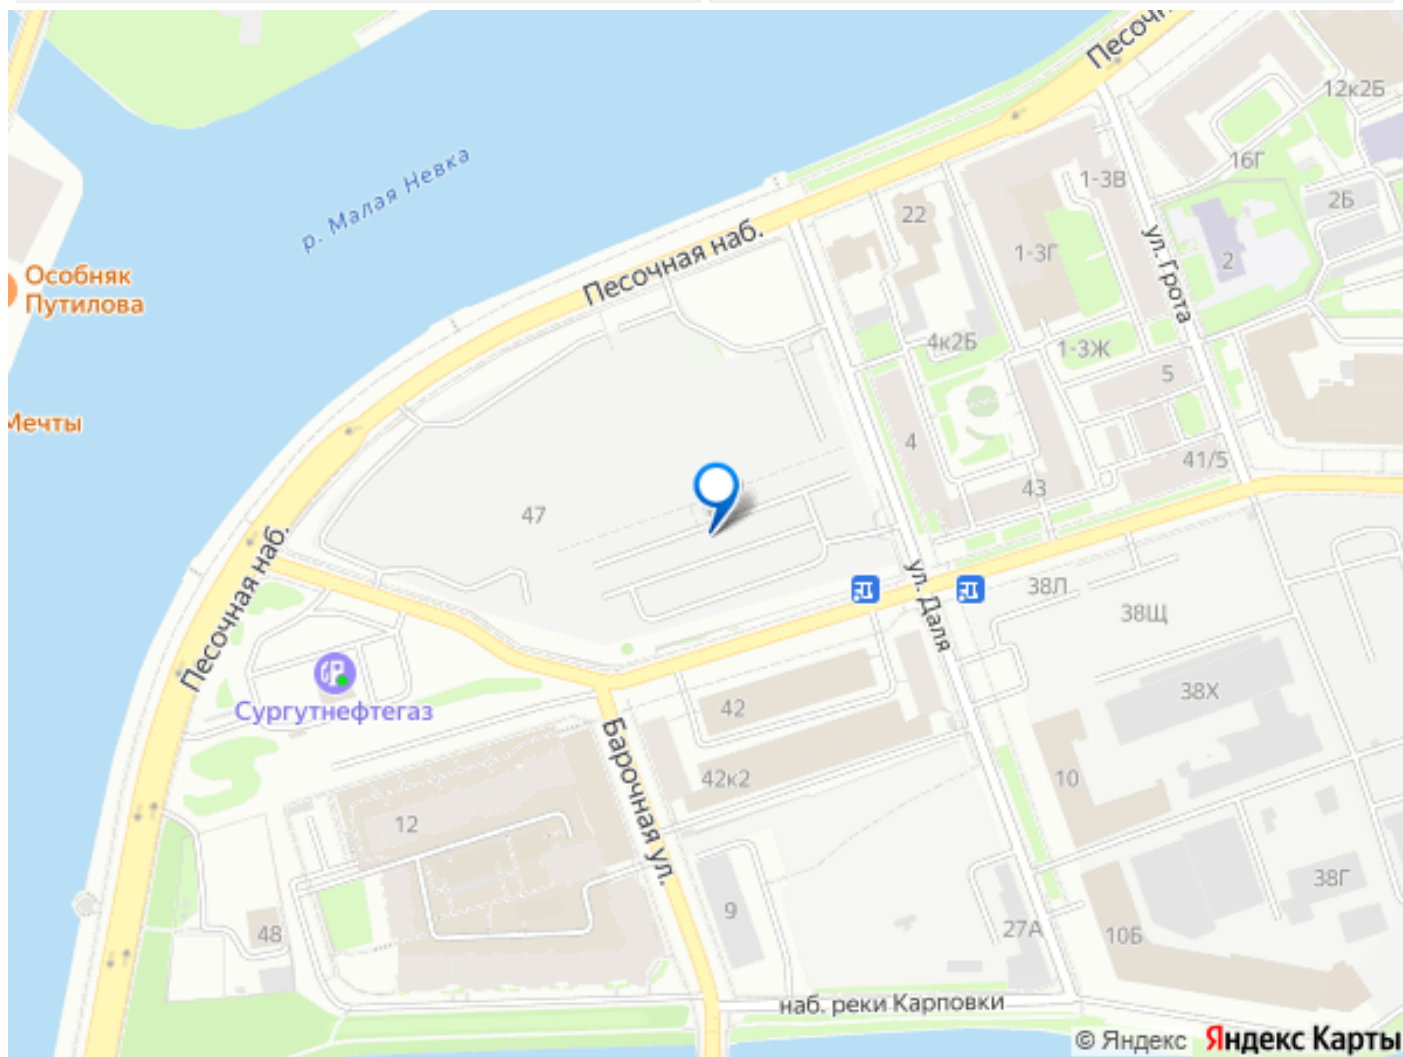 Песочн
12к2Б
16Г
1-3В
2Б
р. Малая Невка
22
ул. Грота
2
Песочная наб.
1-3Г
Особняк
Путилова
4к2Б
1-3Ж
5
Мечты
4
41/5
43
47
Песочная наб.
ул. Даля
38Л
38Щ
Сургутнефтегаз
42
38Х
Барочная ул.
42к2
10
12
38Г
9
48
27А
10Б
наб. реки Карповки
© Яндекс Яндекс Карты